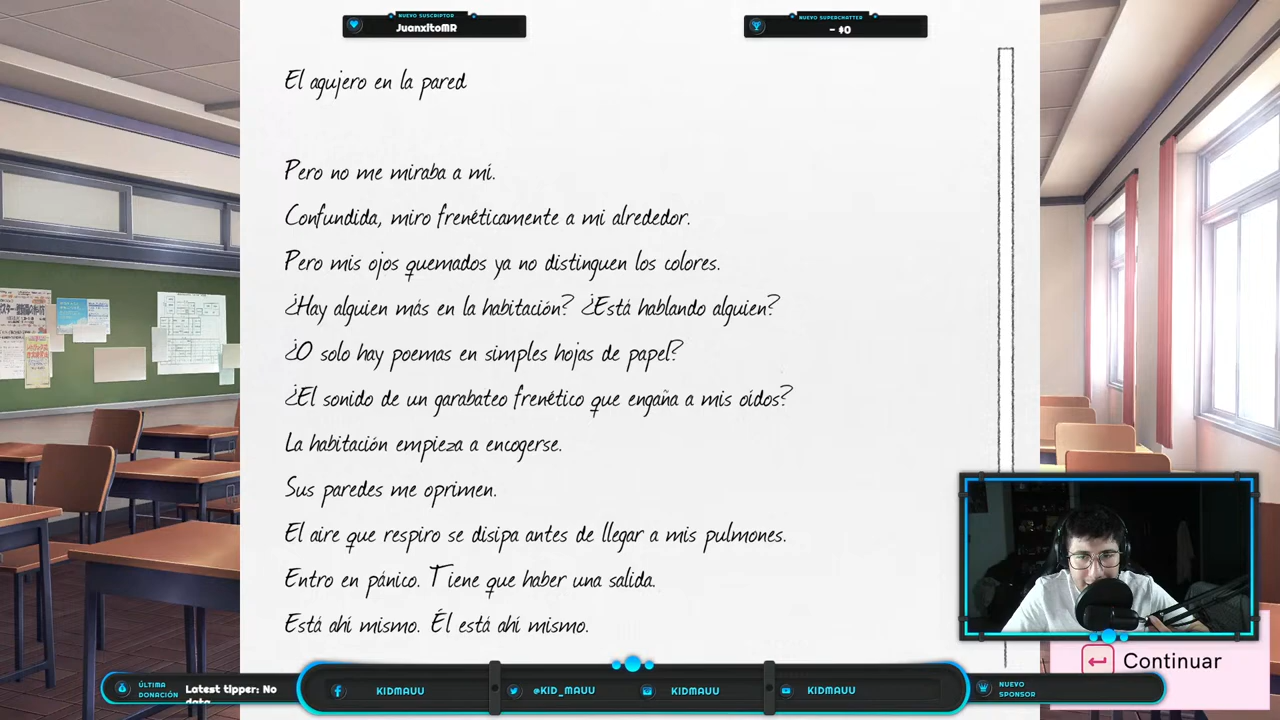 NUEVO SUSCRIPTOR
JuanxitoMR
NUEVO SUPERCHATTER
- $0
El agujero en la pared
Pero no me miraba a mí.
Confundida, miro frenéticamente a mi alrededor.
Pero mis ojos quemados ya no distinguen los colores.
¿Hay alguien más en la habitación? ¿Está hablando alguien?
¿O solo hay poemas en simples hojas de papel?
¿El sonido de un garabateo frenético que engaña a mis oídos?
La habitación empieza a encogerse.
Sus paredes me oprimen.
El aire que respiro se disipa antes de llegar a mis pulmones.
Entro en pánico. Tiene que haber una salida.
Está ahí mismo. Él está ahí mismo.
Continuar
ÚLTIMA DONACIÓN
Latest tipper: No data
KIDMAUU
@KID_MAUU
KIDMAUU
KIDMAUU
NUEVO SPONSOR